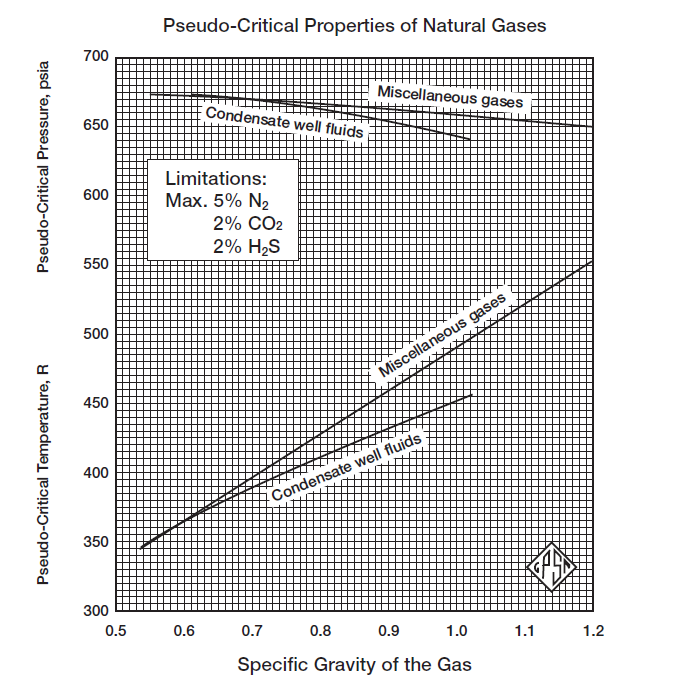 Pseudo-Critical Properties of Natural Gases
Pseudo-Critical Pressure, psia
Pseudo-Critical Temperature, R
700
650
600
550
500
450
400
350
300
Miscellaneous gases
Condensate well fluids
Limitations:
Max. 5% N₂
2% CO₂
2% H₂S
Miscellaneous gases
Condensate well fluids
0.5 0.6 0.7 0.8 0.9 1.0 1.1 1.2
Specific Gravity of the Gas